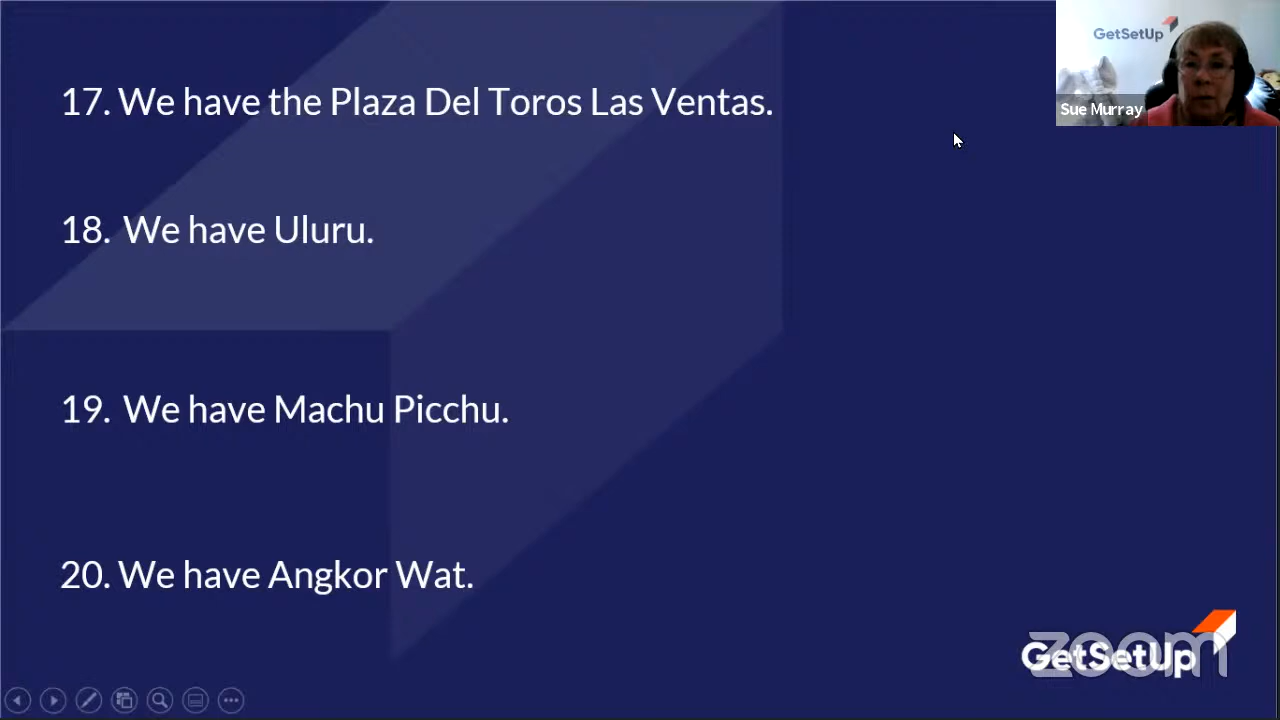 17. We have the Plaza Del Toros Las Ventas.
GetSetUp
Sue Murray
18. We have Uluru.
19. We have Machu Picchu.
20. We have Angkor Wat.
zoom
GetSetUp